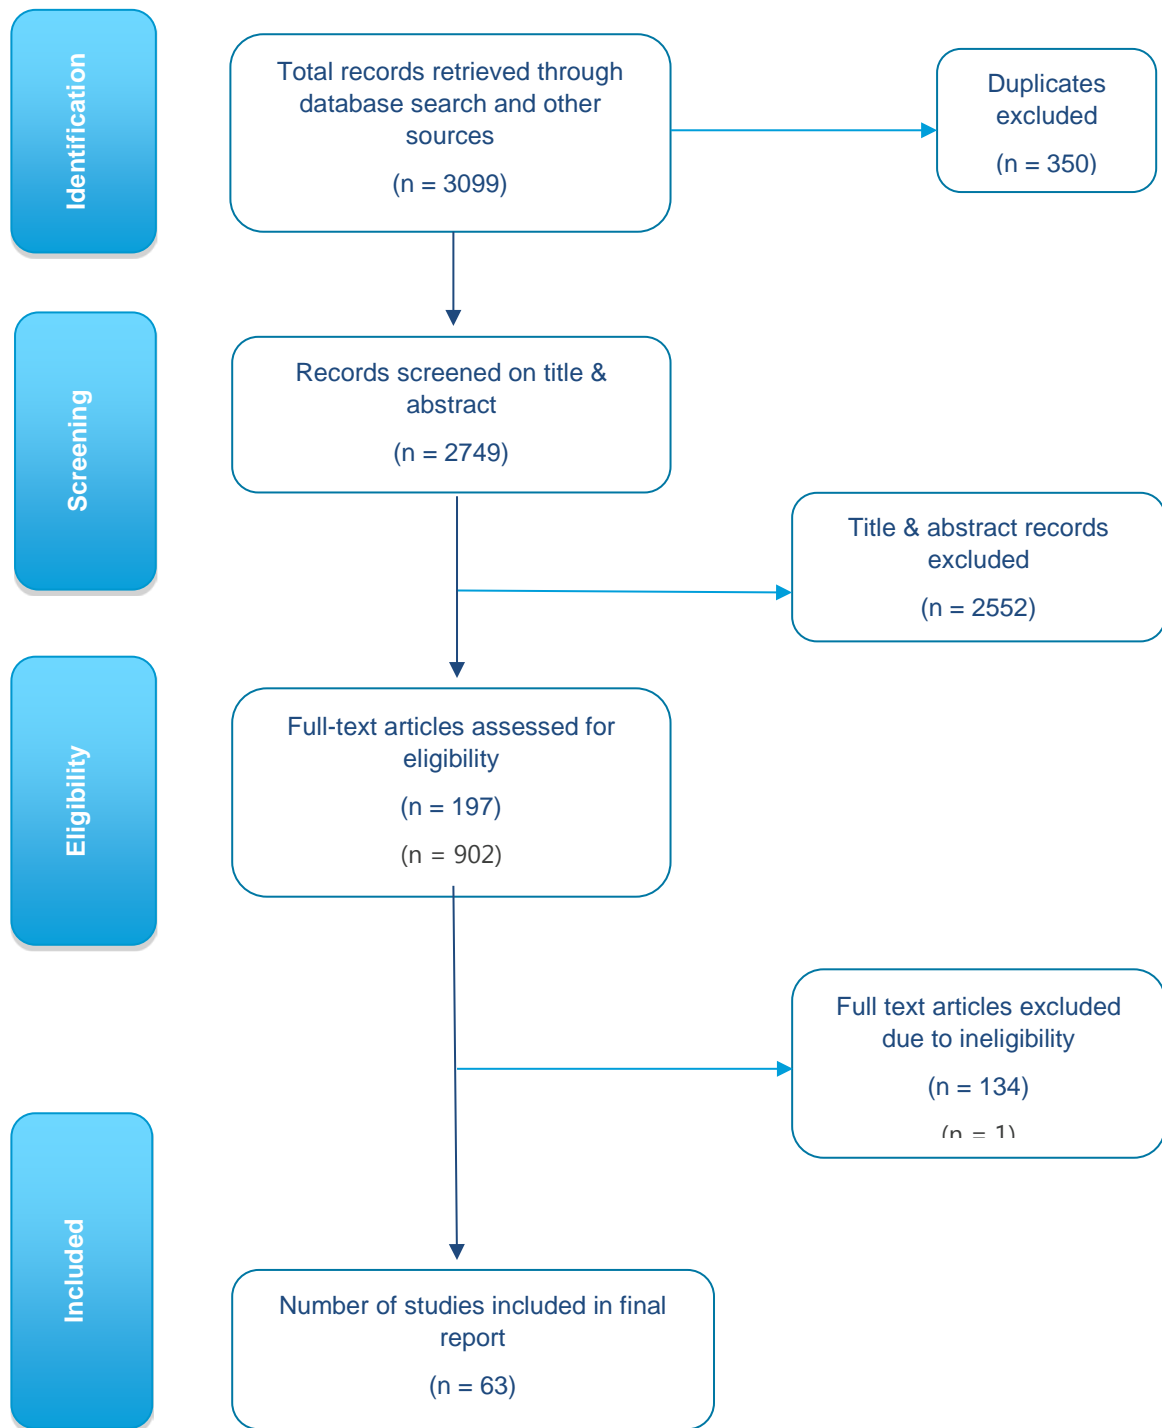 Identification
Total records retrieved through
database search and other
sources
(n = 3099)
Duplicates
excluded
(n = 350)
Screening
Records screened on title &
abstract
(n = 2749)
Title & abstract records
excluded
(n = 2552)
Eligibility
Full-text articles assessed for
eligibility
(n = 197)
(n = 902)
Full text articles excluded
due to ineligibility
(n = 134)
(n = 1)
Included
Number of studies included in final
report
(n = 63)